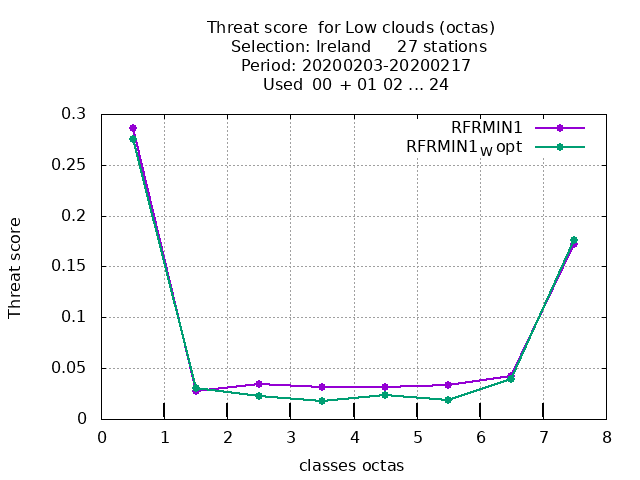 Threat score  for Low clouds (octas)
Selection: Ireland     27 stations
Period: 20200203-20200217
Used  00 + 01 02 ... 24
RFRMIN1
RFRMIN1W opt
0.3
0.25
0.2
0.15
0.1
0.05
0
Threat score
0 1 2 3 4 5 6 7 8
classes octas